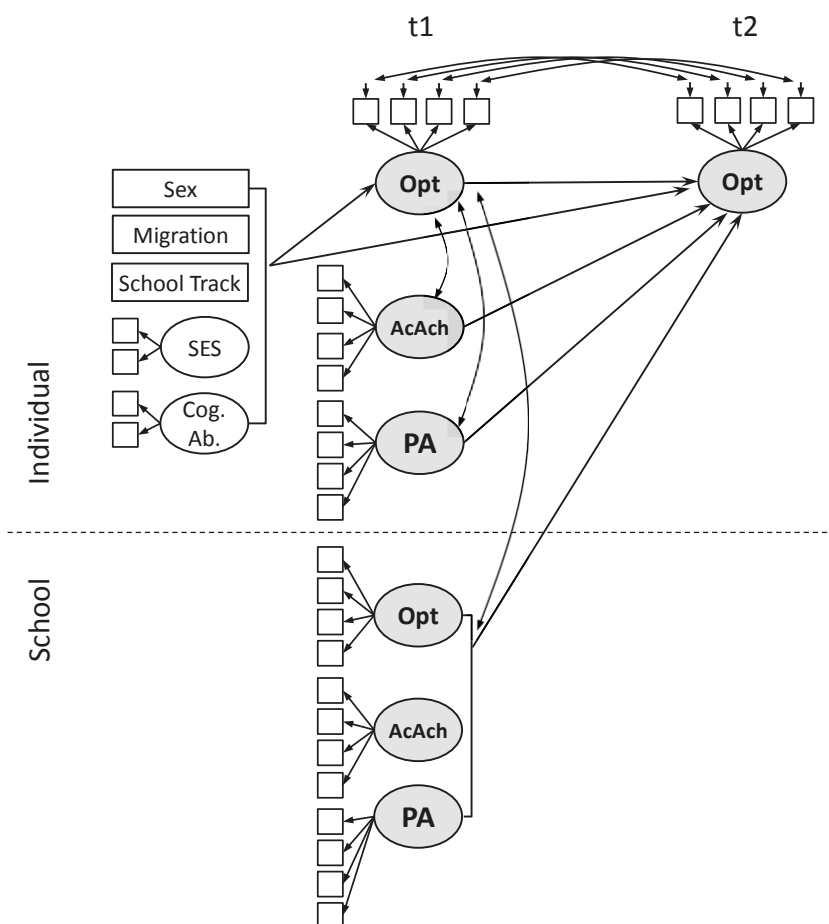 t1
t2
Opt
Opt
Sex
Migration
School Track
AcAch
SES
Cog.
Ab.
PA
Individual
School
Opt
AcAch
PA